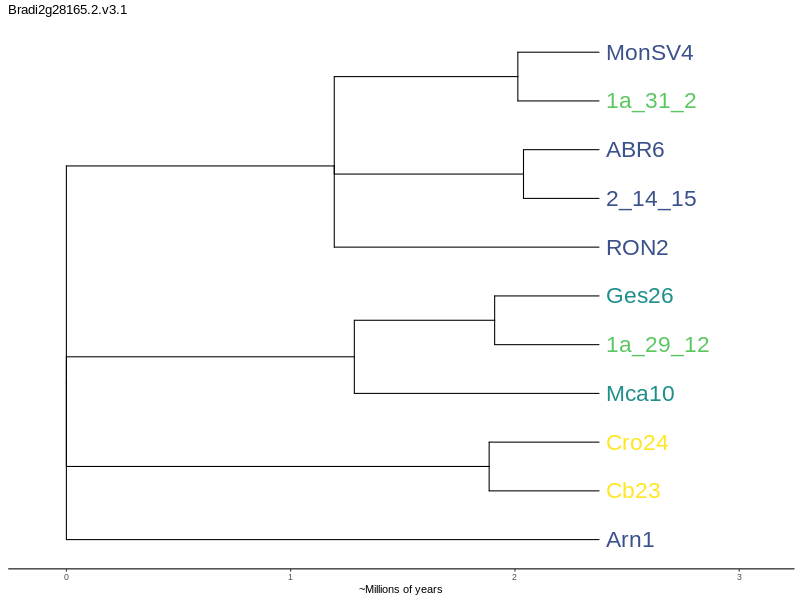 Bradi2g28165.2.v3.1
MonSV4
1a_31_2
ABR6
2_14_15
RON2
Ges26
1a_29_12
Mca10
Cro24
Cb23
Arn1
0 1 2 3
~Millions of years